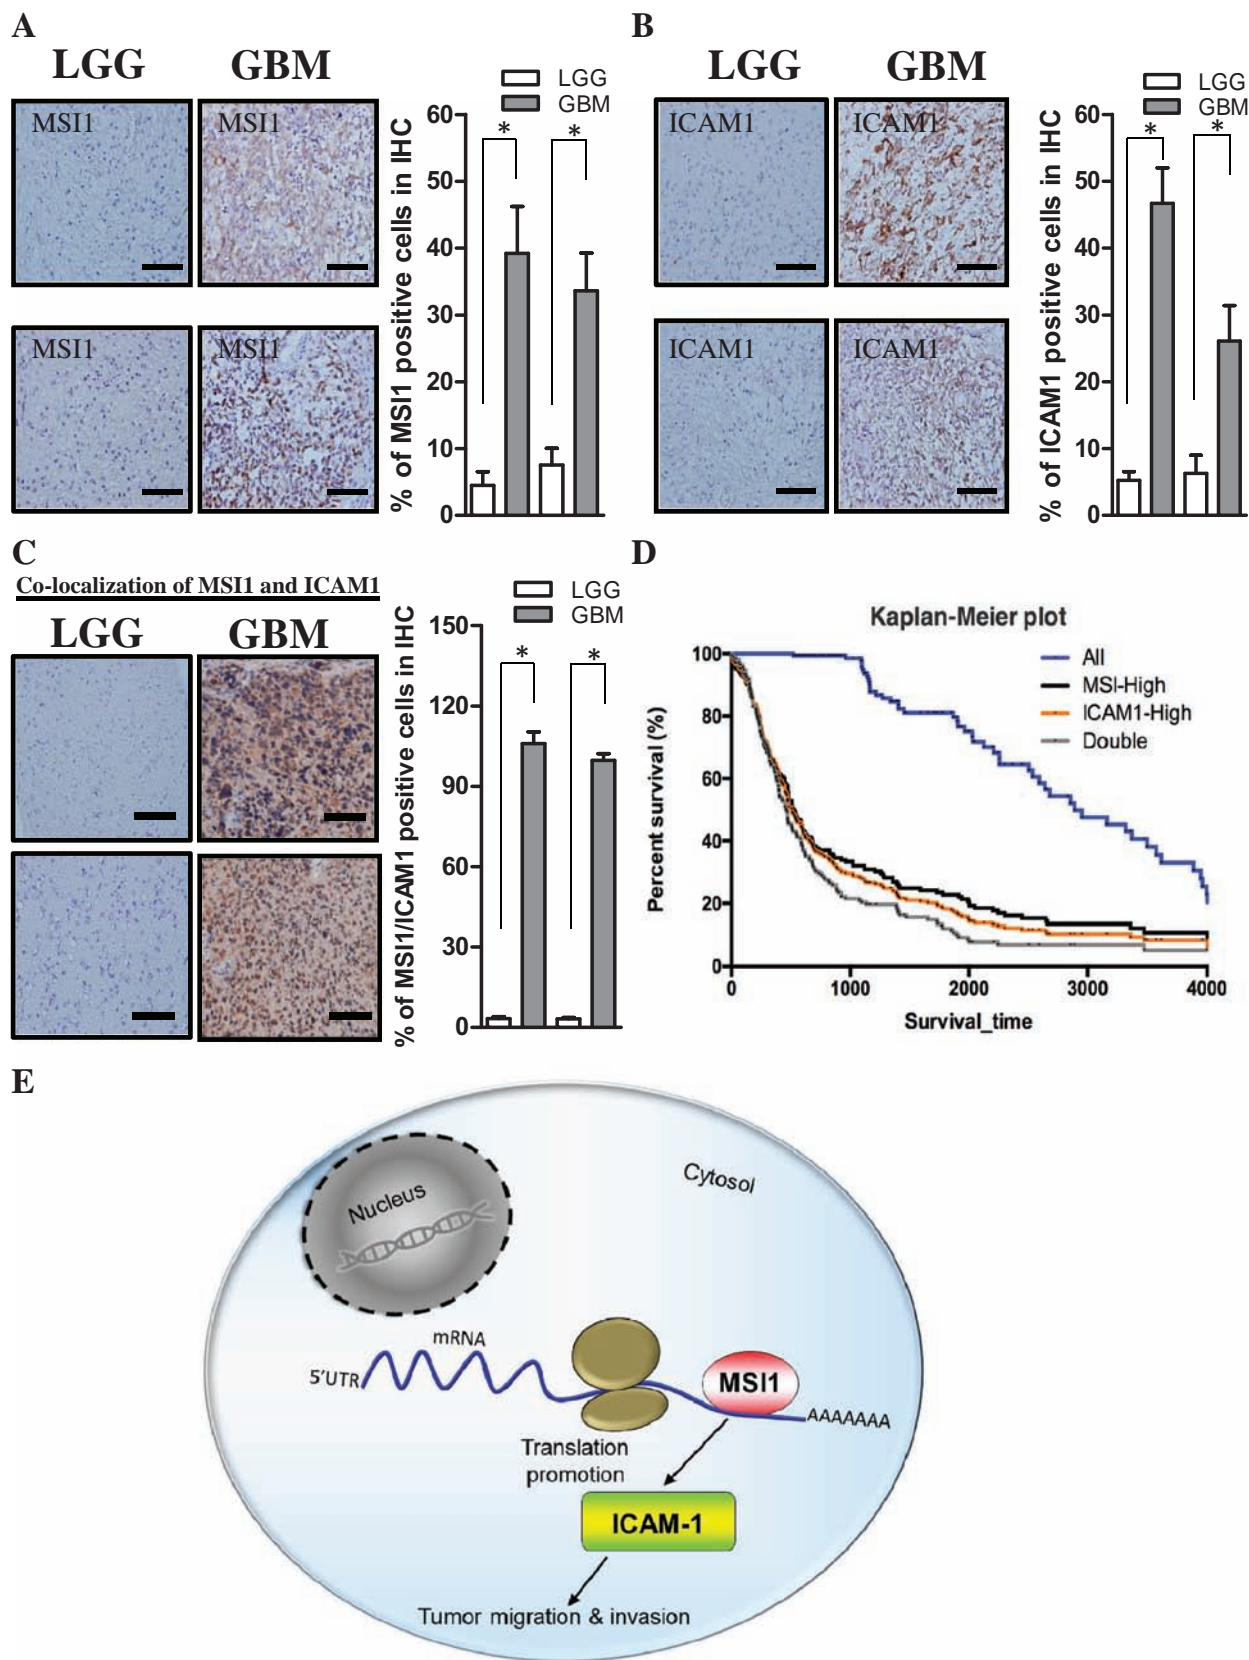 A
LGG
GBM
LGG
GBM
MSI1
MSI1
MSI1
MSI1
% of MSI1 positive cells in IHC
60
50
40
30
20
10
0
*
*
B
LGG
GBM
LGG
GBM
ICAM1
ICAM1
ICAM1
ICAM1
% of ICAM1 positive cells in IHC
60
50
40
30
20
10
0
*
*
C
Co-localization of MSI1 and ICAM1
LGG
GBM
LGG
GBM
% of MSI1/ICAM1 positive cells in IHC
150
120
90
60
30
0
*
*
D
Kaplan-Meier plot
All
MSI-High
ICAM1-High
Double
Percent survival (%)
100
80
60
40
20
0
0
1000
2000
3000
4000
Survival_time
E
Nucleus
Cytosol
mRNA
5'UTR
MSI1
AAAAAAA
Translation
promotion
ICAM-1
Tumor migration & invasion